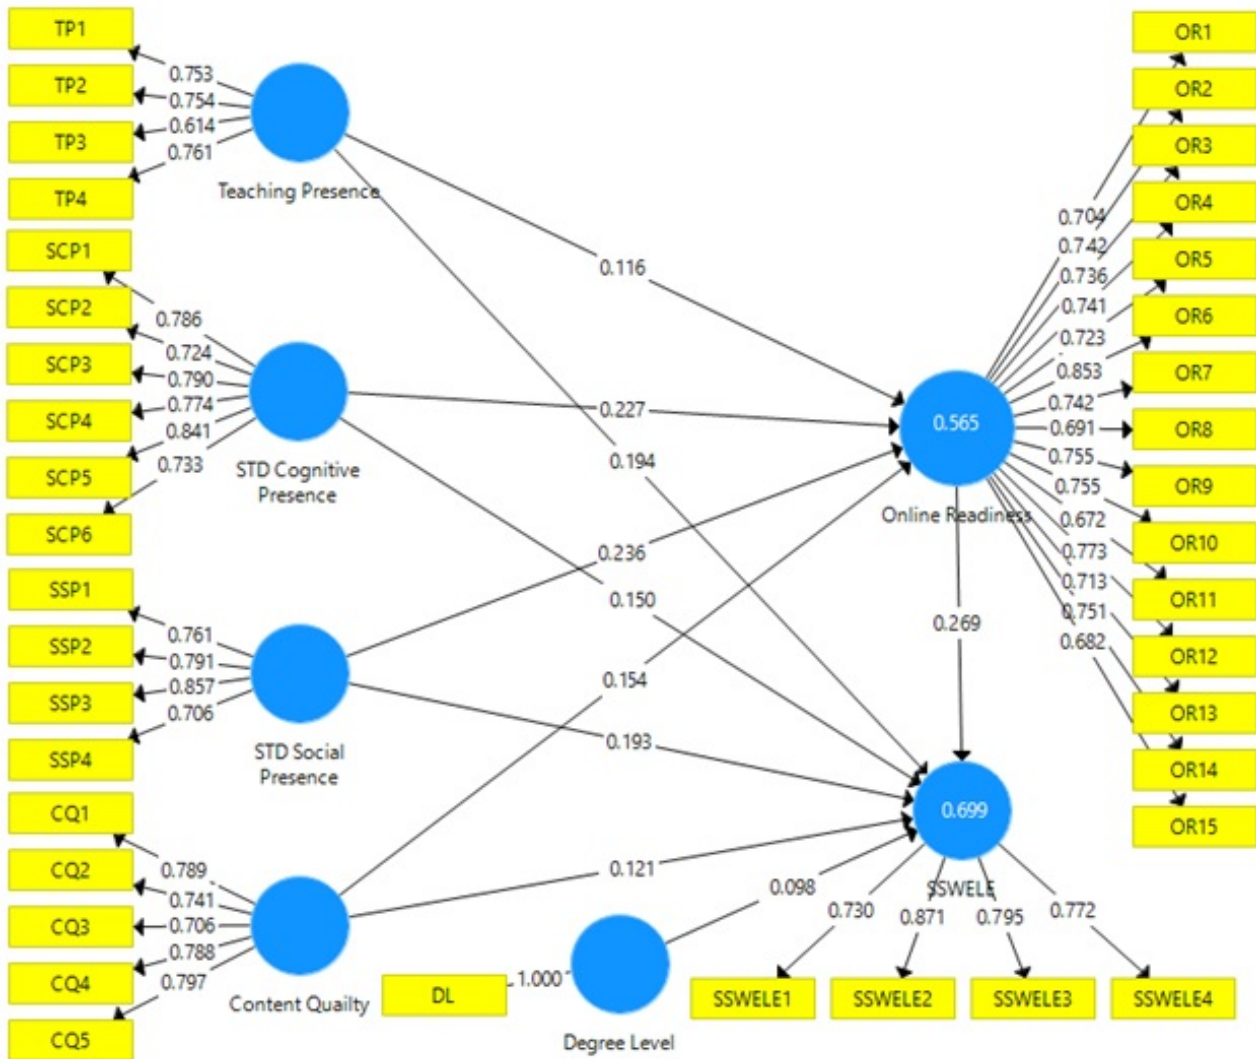 TP1
TP2
TP3
TP4
0.753
0.754
0.614
0.761
Teaching Presence
SCP1
SCP2
SCP3
SCP4
SCP5
SCP6
0.786
0.724
0.790
0.774
0.841
0.733
STD Cognitive
Presence
SSP1
SSP2
SSP3
SSP4
0.761
0.791
0.857
0.706
STD Social
Presence
CQ1
CQ2
CQ3
CQ4
CQ5
0.789
0.741
0.706
0.788
0.797
Content Quailty
DL
1.000
Degree Level
0.116
0.227
0.194
0.236
0.150
0.154
0.193
0.121
0.098
0.565
Online Readiness
0.269
0.699
SSWELE
0.730
0.871
0.795
0.772
SSWELE1
SSWELE2
SSWELE3
SSWELE4
0.704
0.742
0.736
0.741
0.723
0.853
0.742
0.691
0.755
0.755
0.672
0.773
0.713
0.751
0.682
OR1
OR2
OR3
OR4
OR5
OR6
OR7
OR8
OR9
OR10
OR11
OR12
OR13
OR14
OR15